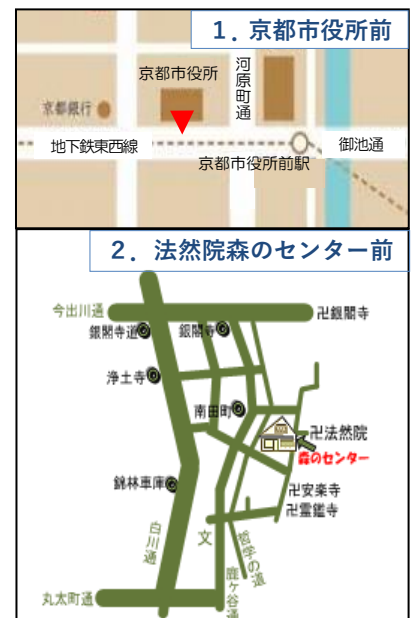 1. 京都市役所前
京都市役所
河原町通
京都銀行
地下鉄東西線
御池通
京都市役所前駅
2. 法然院森のセンター前
今出川通
卍銀閣寺
銀閣寺道
銀閣寺
浄土寺
南田町
卍法然院
森のセンター
錦林車庫
卍安楽寺
卍霊鑑寺
白川通
文
哲学の道
鹿ヶ谷通
丸太町通